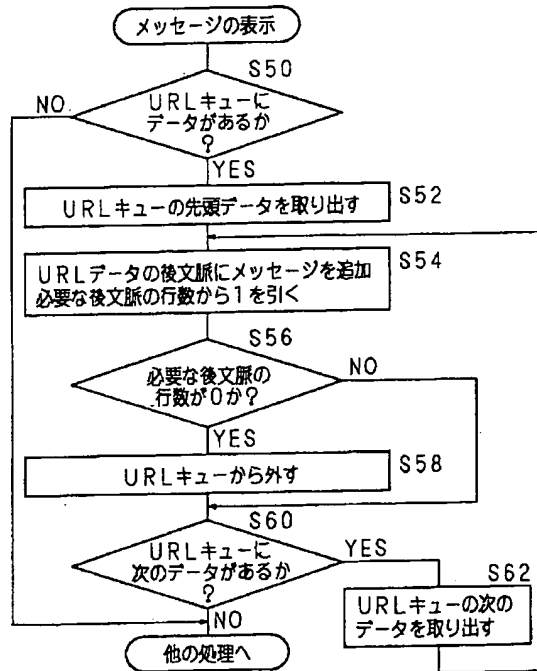 メッセージの表示
S50
NO
URLキューに
データがあるか
?
YES
URLキューの先頭データを取り出す
S52
URLデータの後文脈にメッセージを追加
必要な後文脈の行数から1を引く
S54
S56
必要な後文脈の
行数が0か?
NO
YES
URLキューから外す
S58
S60
URLキューに
次のデータがあるか
?
YES
S62
URLキューの次の
データを取り出す
NO
他の処理へ